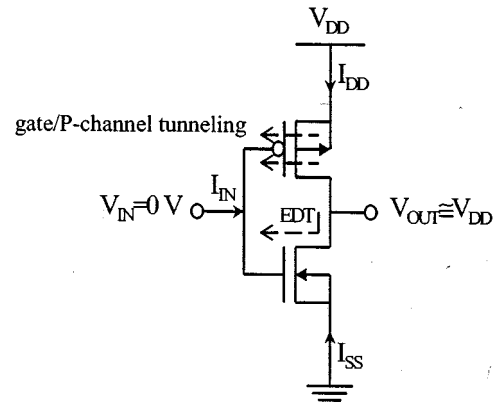 V_DD
I_DD
gate/P-channel tunneling
I_IN
V_IN=0 V
EDT
V_OUT≅V_DD
I_SS